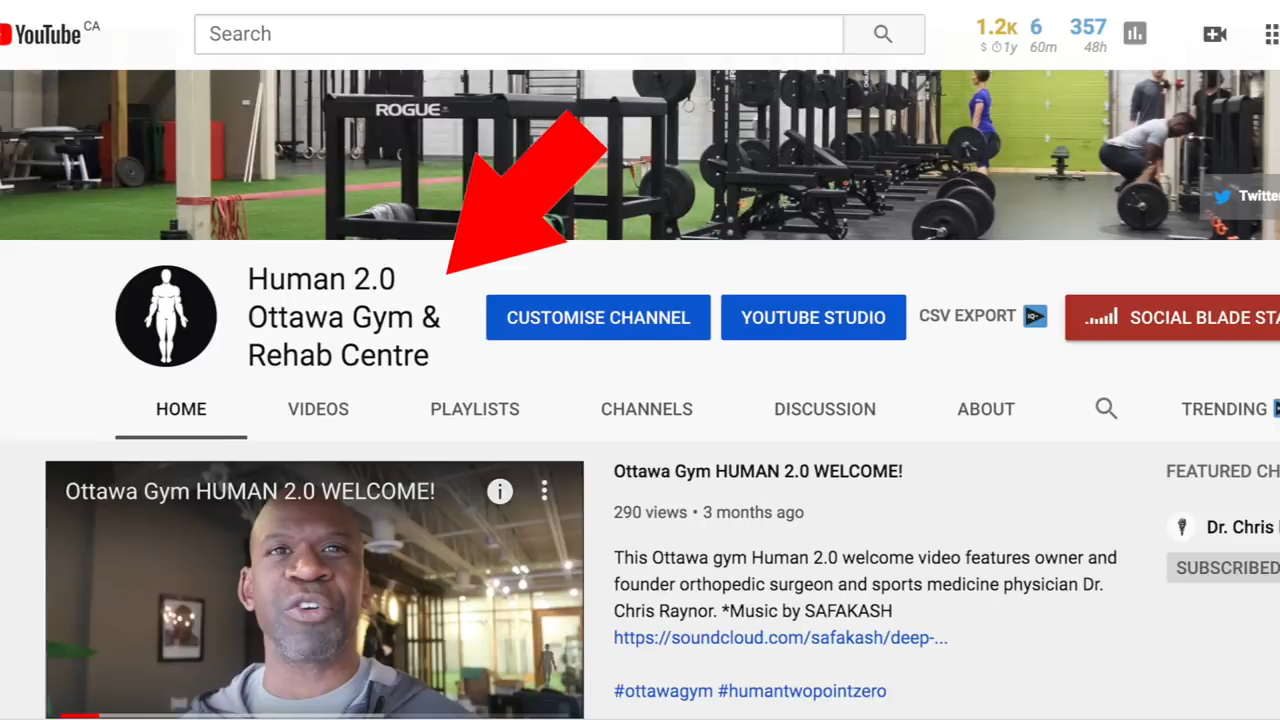 YouTube CA
Search
1.2K 6 357
$ 1y 60m 48h
ROGUE
Twitter
Human 2.0
Ottawa Gym &
Rehab Centre
CUSTOMISE CHANNEL
YOUTUBE STUDIO
CSV EXPORT
IQ
SOCIAL BLADE STA
HOME VIDEOS PLAYLISTS CHANNELS DISCUSSION ABOUT TRENDING
Ottawa Gym HUMAN 2.0 WELCOME!
Ottawa Gym HUMAN 2.0 WELCOME!
290 views • 3 months ago
This Ottawa gym Human 2.0 welcome video features owner and
founder orthopedic surgeon and sports medicine physician Dr.
Chris Raynor. *Music by SAFAKASH
https://soundcloud.com/safakash/deep-...
#ottawagym #humantwopointzero
FEATURED CH
Dr. Chris
SUBSCRIBED